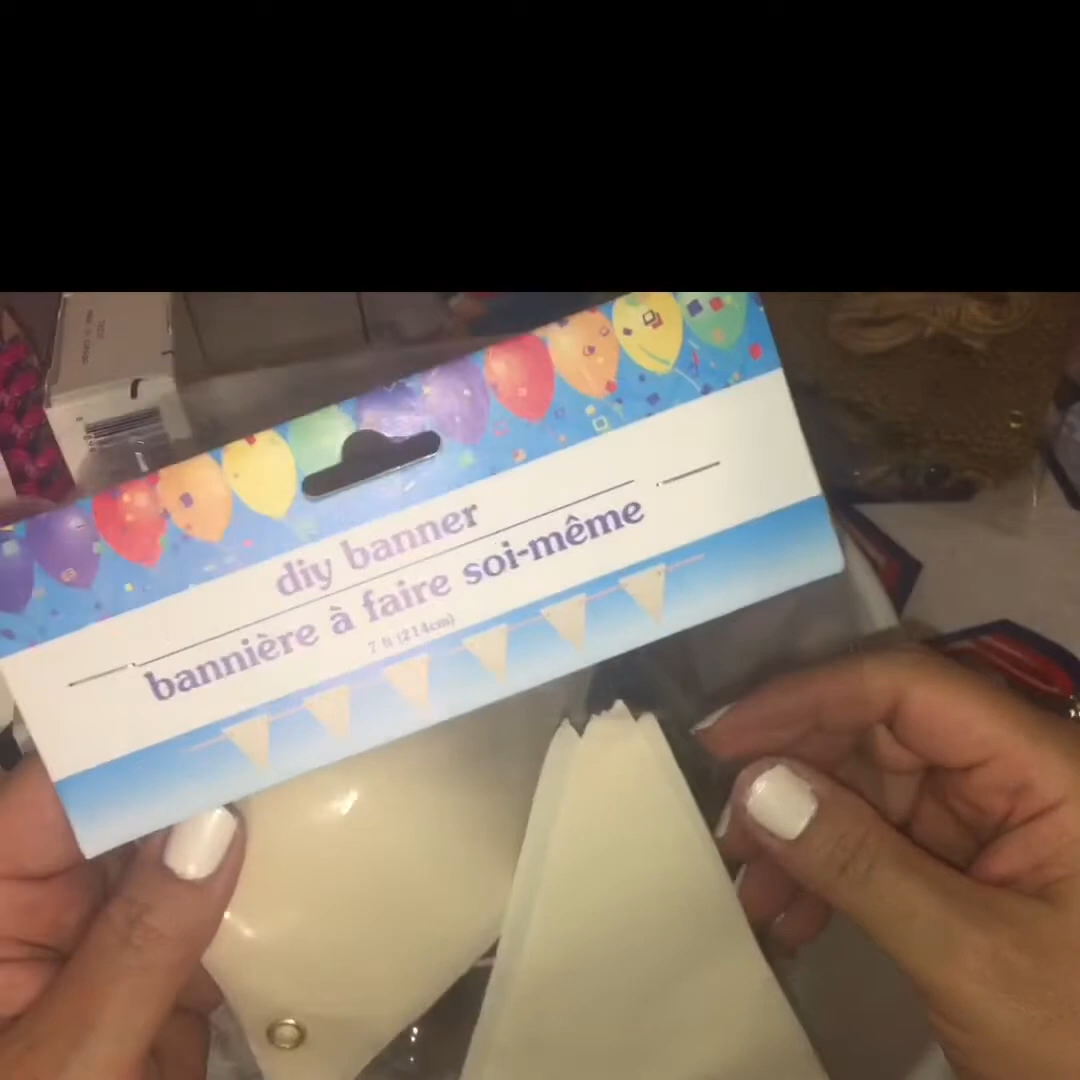 diy banner
bannière à faire soi-même
7 ft (214cm)